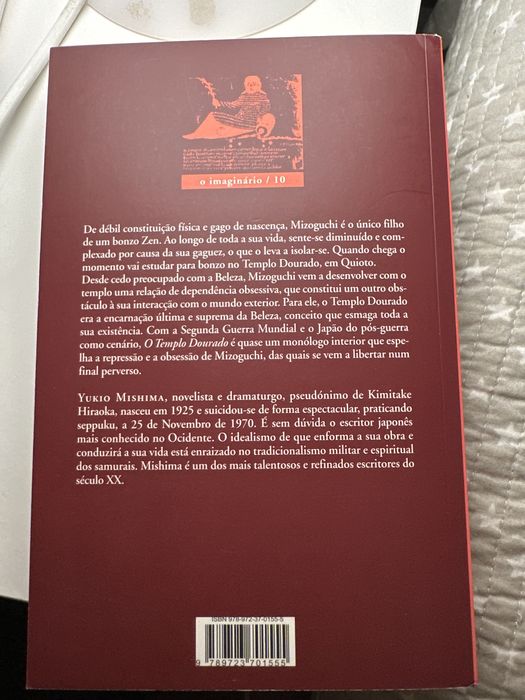 o imaginário / 10
De débil constituição física e gago de nascença, Mizoguchi é o único filho
de um bonzo Zen. Ao longo de toda a sua vida, sente-se diminuído e com-
plexado por causa da sua gaguez, o que o leva a isolar-se. Quando chega o
momento vai estudar para bonzo no Templo Dourado, em Quioto.
Desde cedo preocupado com a Beleza, Mizoguchi vem a desenvolver com o
templo uma relação de dependência obsessiva, que constitui um outro obs-
táculo à sua interacção com o mundo exterior. Para ele, o Templo Dourado
era a encarnação última e suprema da Beleza, conceito que esmaga toda a
sua existência. Com a Segunda Guerra Mundial e o Japão do pós-guerra
como cenário, O Templo Dourado é quase um monólogo interior que espe-
lha a repressão e a obsessão de Mizoguchi, das quais se vem a libertar num
final perverso.
YUKIO MISHIMA, novelista e dramaturgo, pseudónimo de Kimitake
Hiraoka, nasceu em 1925 e suicidou-se de forma espectacular, praticando
seppuku, a 25 de Novembro de 1970. É sem dúvida o escritor japonês
mais conhecido no Ocidente. O idealismo de que enforma a sua obra e
conduzirá a sua vida está enraizado no tradicionalismo militar e espiritual
dos samurais. Mishima é um dos mais talentosos e refinados escritores do
século XX.
ISBN 978-972-37-0155-5
9 789723 701555